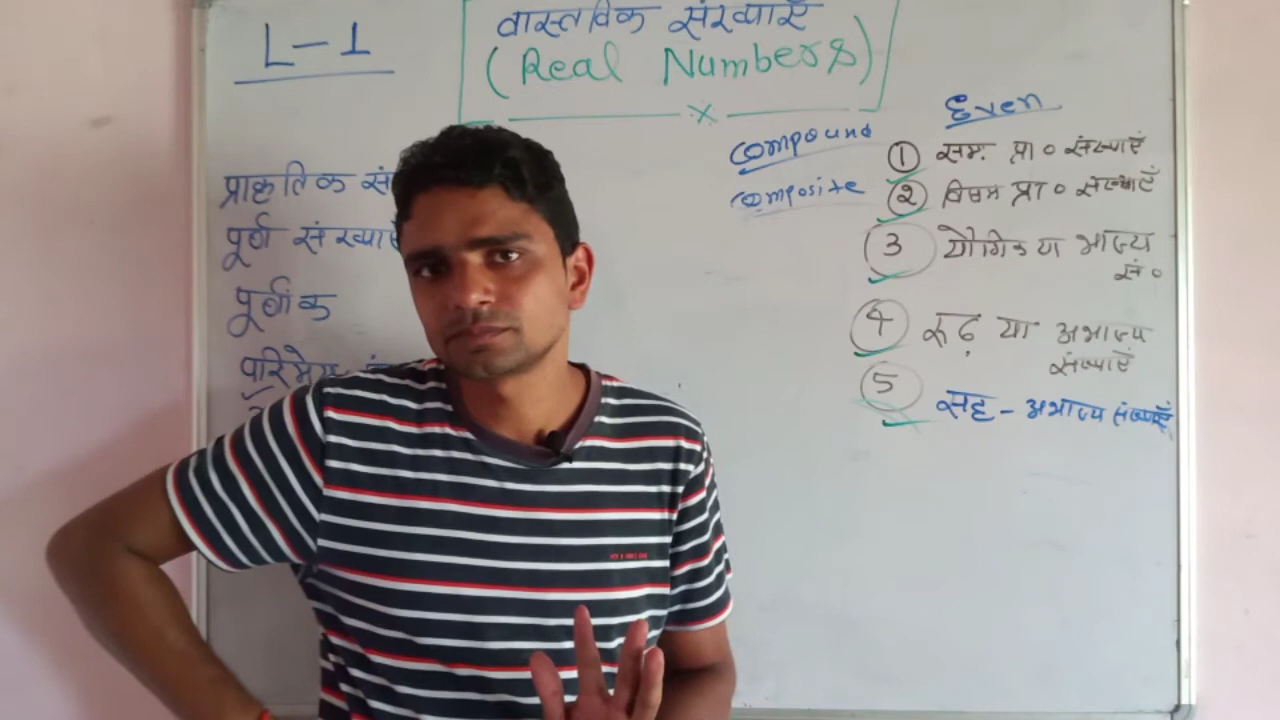 L-1
वास्तविक संख्याएँ
(Real Numbers)
x
प्राकृतिक सं
पूर्ण संख्याएँ
पूर्णांक
परिमेय
compound
composite
Even
① सम प्रा० संख्याएँ
② विषम प्रा० संख्याएँ
③ यौगिक या भाज्य
सं०
④ रूढ़ या अभाज्य
संख्याएँ
⑤ सह - अभाज्य संख्याएँ